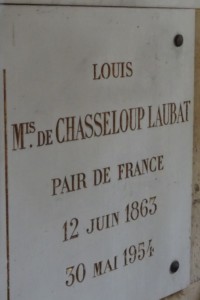 LOUIS
MIS. DE CHASSELOUP LAUBAT
PAIR DE FRANCE
12 JUIN 1863
30 MAI 1954